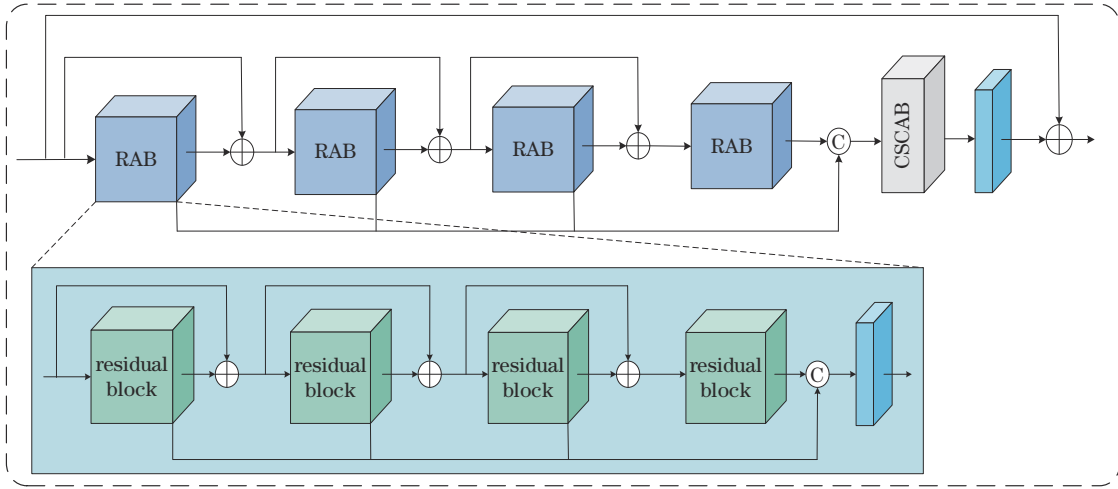 RAB
RAB
RAB
RAB
C
CSCAB
residual
block
residual
block
residual
block
residual
block
C